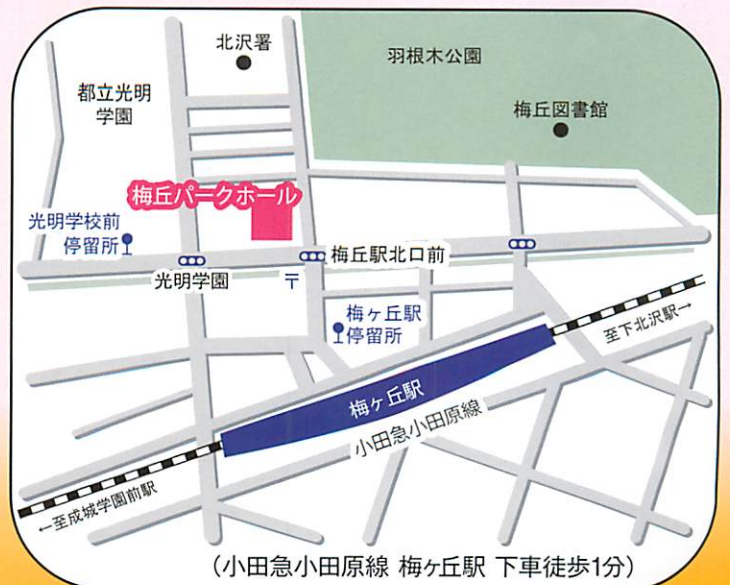 北沢署
羽根木公園
都立光明
学園
梅丘図書館
梅丘パークホール
光明学校前
停留所
梅丘駅北口前
光明学園
〒
梅ヶ丘駅
停留所
至下北沢駅→
梅ヶ丘駅
小田急小田原線
←至成城学園前駅
（小田急小田原線 梅ヶ丘駅 下車徒歩1分）